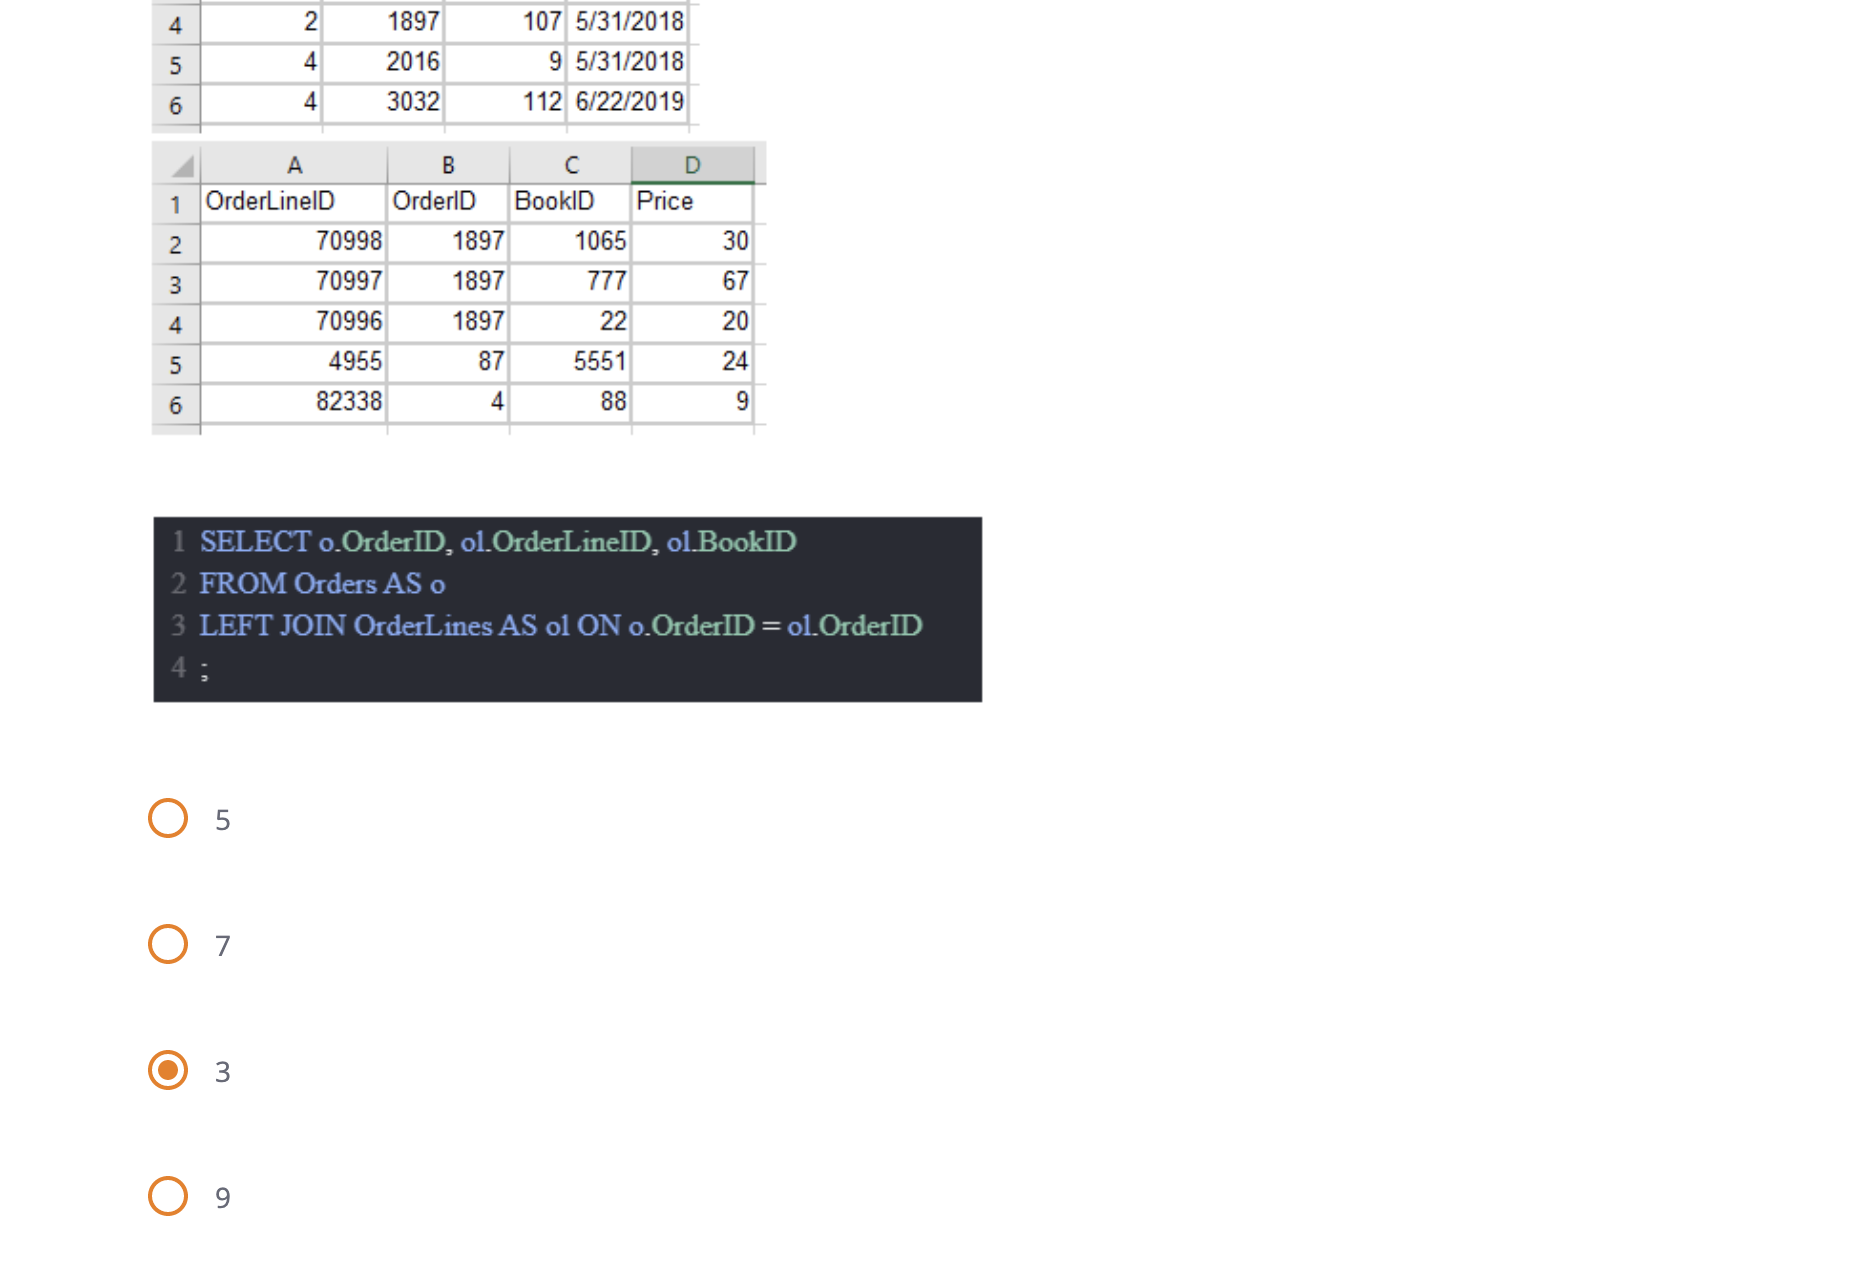 4 2 1897 107 5/31/2018
5 4 2016 9 5/31/2018
6 4 3032 112 6/22/2019
A B C D
1 OrderLineID OrderID BookID Price
2 70998 1897 1065 30
3 70997 1897 777 67
4 70996 1897 22 20
5 4955 87 5551 24
6 82338 4 88 9
1 SELECT o.OrderID, ol.OrderLineID, ol.BookID
2 FROM Orders AS o
3 LEFT JOIN OrderLines AS ol ON o.OrderID = ol.OrderID
4 ;
5
7
3
9